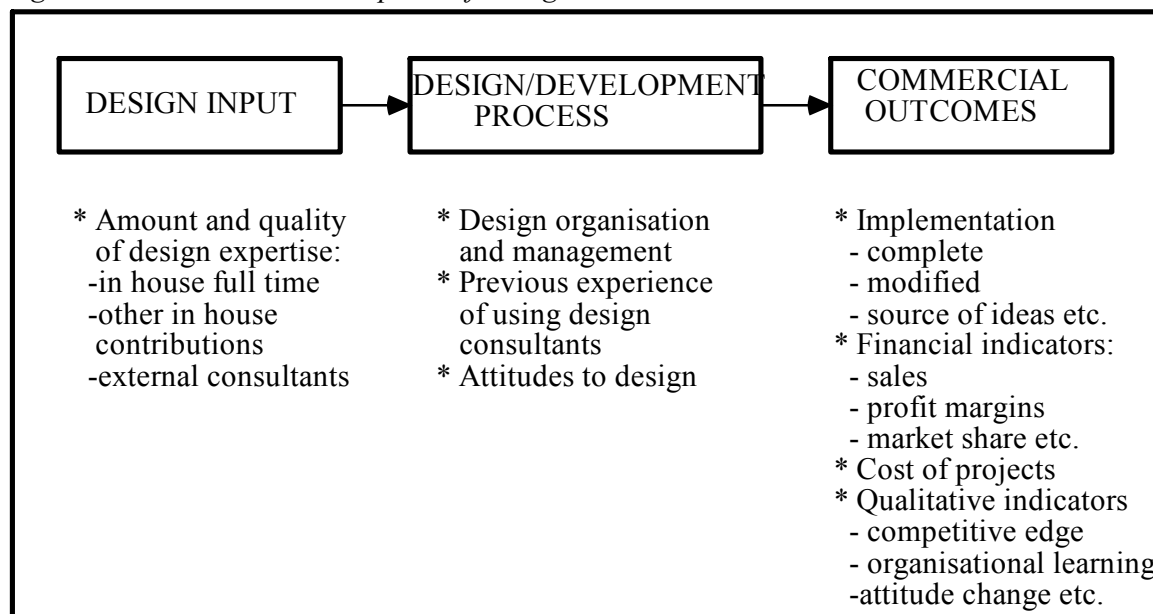 DESIGN INPUT
DESIGN/DEVELOPMENT
PROCESS
COMMERCIAL
OUTCOMES
* Amount and quality
of design expertise:
-in house full time
-other in house
contributions
-external consultants
* Design organisation
and management
* Previous experience
of using design
consultants
* Attitudes to design
* Implementation
- complete
- modified
- source of ideas etc.
* Financial indicators:
- sales
- profit margins
- market share etc.
* Cost of projects
* Qualitative indicators
- competitive edge
- organisational learning
-attitude change etc.